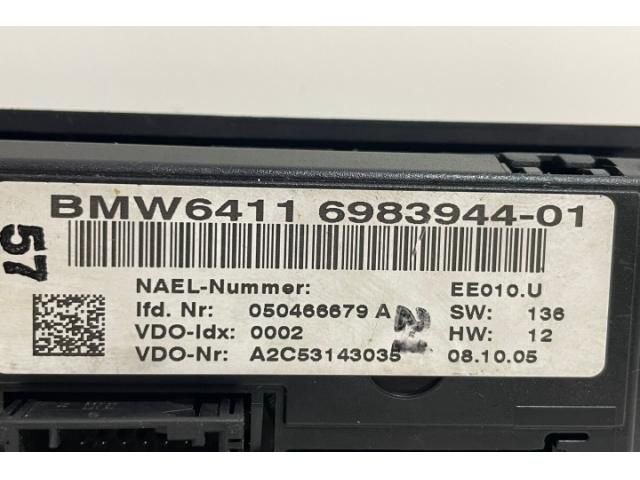 BMW6411 6983944-01
57
NAEL-Nummer: EE010.U
lfd. Nr: 050466679 A SW: 136
VDO-Idx: 0002 HW: 12
VDO-Nr: A2C53143035 08.10.05